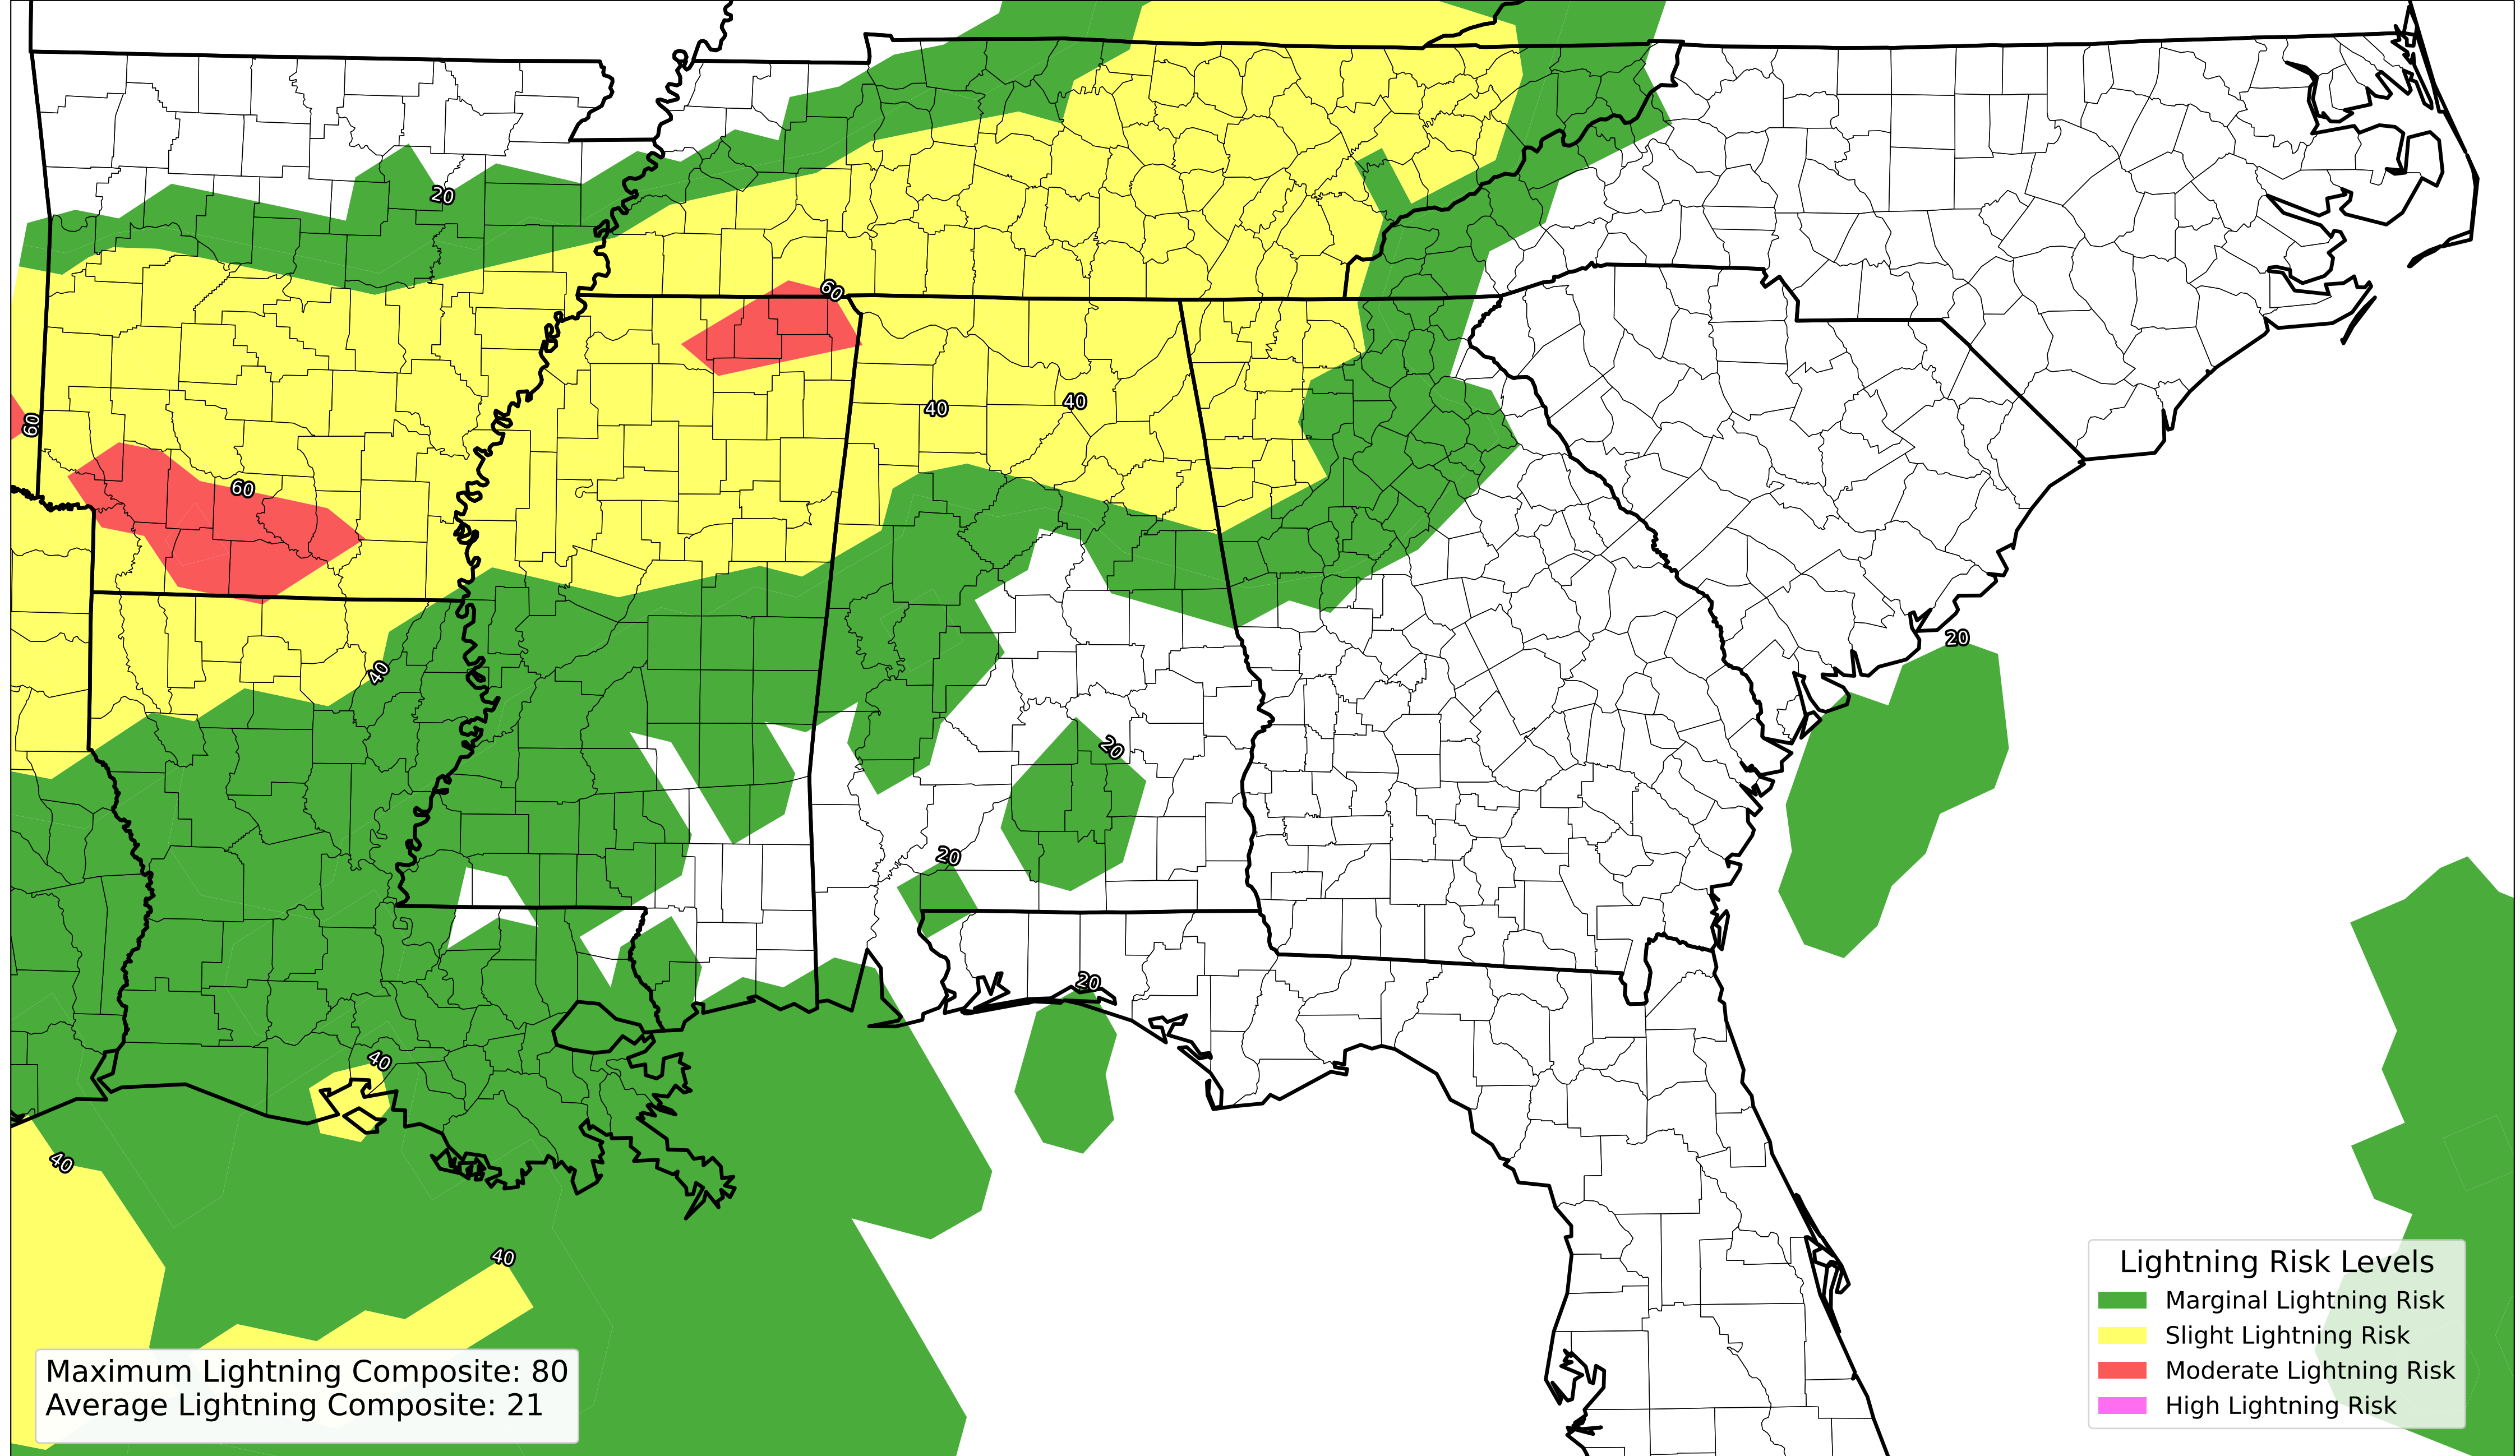 20
60
40
40
60
60
20
40
20
20
20
40
40
40
Lightning Risk Levels
Marginal Lightning Risk
Slight Lightning Risk
Moderate Lightning Risk
High Lightning Risk
Maximum Lightning Composite: 80
Average Lightning Composite: 21